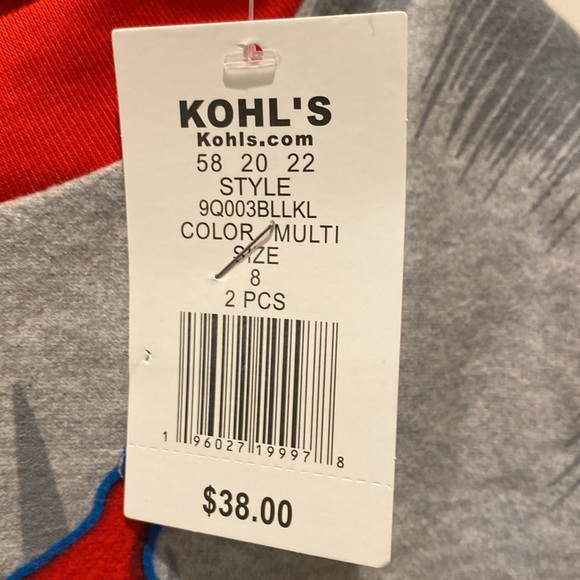 KOHL'S
Kohls.com
58 20 22
STYLE
9Q003BLLKL
COLOR MULTI
SIZE
8
2 PCS
1 96027 19997 8
$38.00